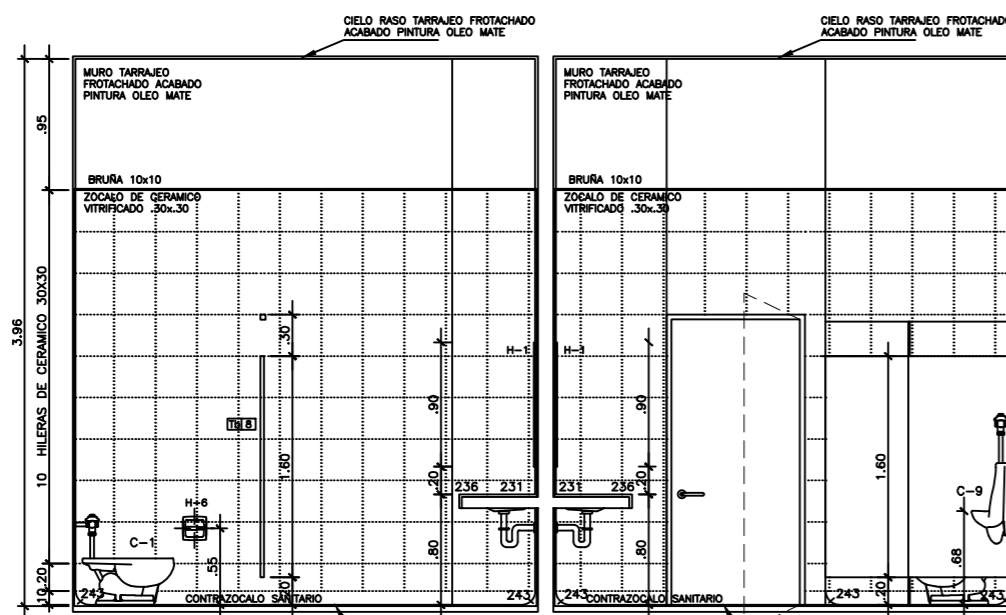 CIELO RASO TARRAJEO FROTACHADO
ACABADO PINTURA OLEO MATE
CIELO RASO TARRAJEO FROTACHADO
ACABADO PINTURA OLEO MATE
MURO TARRAJEO
FROTACHADO ACABADO
PINTURA OLEO MATE
MURO TARRAJEO
FROTACHADO ACABADO
PINTURA OLEO MATE
.95
BRUÑA 10x10
BRUÑA 10x10
ZOCALO DE CERAMICO
VITRIFICADO .30x.30
ZOCALO DE CERAMICO
VITRIFICADO .30x.30
3.96
10 HILERAS DE CERAMICO 30X30
.30
H-1
H-1
.90
.90
Tb 8
1.60
1.60
.20
.20
236
231
231
236
C-9
H-6
C-1
.55
.80
.80
.68
.20
.10
.20
243
CONTRAZOCALO SANITARIO
243
243
CONTRAZOCALO SANITARIO
243
243